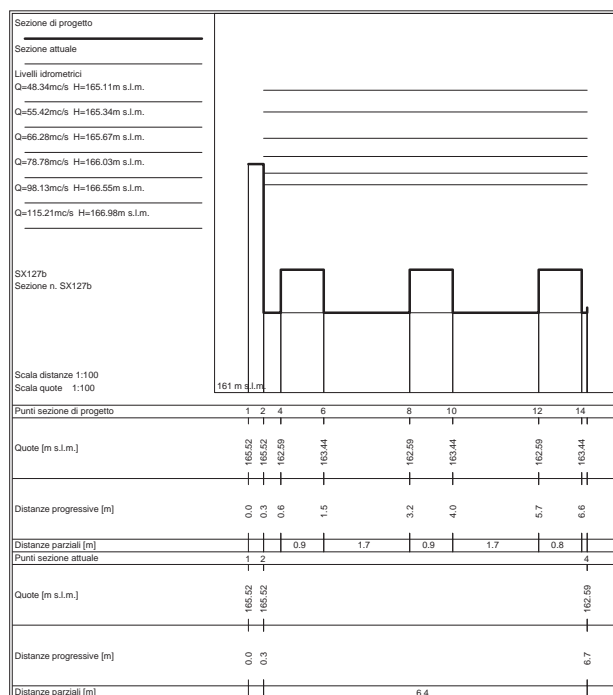 Sezione di progetto
Sezione attuale
Livelli idrometrici
Q=48.34mc/s H=165.11m s.l.m.
Q=55.42mc/s H=165.34m s.l.m.
Q=66.28mc/s H=165.67m s.l.m.
Q=78.78mc/s H=166.03m s.l.m.
Q=98.13mc/s H=166.55m s.l.m.
Q=115.21mc/s H=166.98m s.l.m.
SX127b
Sezione n. SX127b
Scala distanze 1:100
Scala quote 1:100
161 m s.l.m.
Punti sezione di progetto 1 2 4 6 8 10 12 14
Quote [m s.l.m.] 165.52 165.52 162.59 163.44 162.59 163.44 162.59 163.44
Distanze progressive [m] 0.0 0.3 0.6 1.5 3.2 4.0 5.7 6.6
Distanze parziali [m] 0.9 1.7 0.9 1.7 0.8
Punti sezione attuale 1 2 4
Quote [m s.l.m.] 165.52 165.52 162.59
Distanze progressive [m] 0.0 0.3 6.7
Distanze parziali [m] 6.4